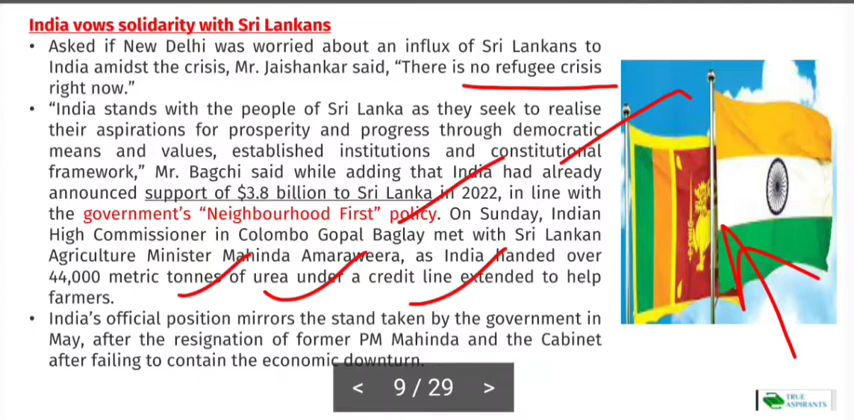 India vows solidarity with Sri Lankans
• Asked if New Delhi was worried about an influx of Sri Lankans to
India amidst the crisis, Mr. Jaishankar said, “There is no refugee crisis
right now.”
• “India stands with the people of Sri Lanka as they seek to realise
their aspirations for prosperity and progress through democratic
means and values, established institutions and constitutional
framework,” Mr. Bagchi said while adding that India had already
announced support of $3.8 billion to Sri Lanka in 2022, in line with
the government’s “Neighbourhood First” policy. On Sunday, Indian
High Commissioner in Colombo Gopal Baglay met with Sri Lankan
Agriculture Minister Mahinda Amaraweera, as India handed over
44,000 metric tonnes of urea under a credit line extended to help
farmers.
• India’s official position mirrors the stand taken by the government in
May, after the resignation of former PM Mahinda and the Cabinet
after failing to contain the economic downturn.
< 9 / 29 >
TRUE
ASPIRANTS